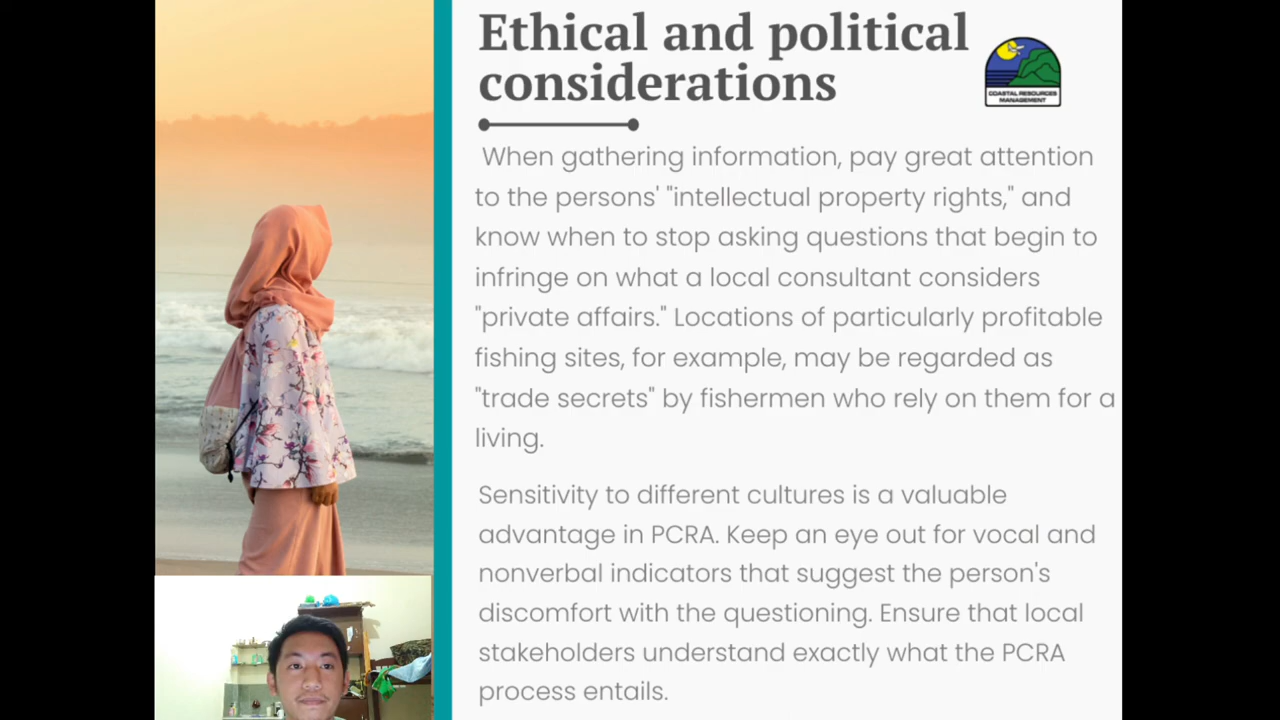 Ethical and political
considerations
COASTAL RESOURCES
MANAGEMENT
When gathering information, pay great attention
to the persons' "intellectual property rights," and
know when to stop asking questions that begin to
infringe on what a local consultant considers
"private affairs." Locations of particularly profitable
fishing sites, for example, may be regarded as
"trade secrets" by fishermen who rely on them for a
living.
Sensitivity to different cultures is a valuable
advantage in PCRA. Keep an eye out for vocal and
nonverbal indicators that suggest the person's
discomfort with the questioning. Ensure that local
stakeholders understand exactly what the PCRA
process entails.